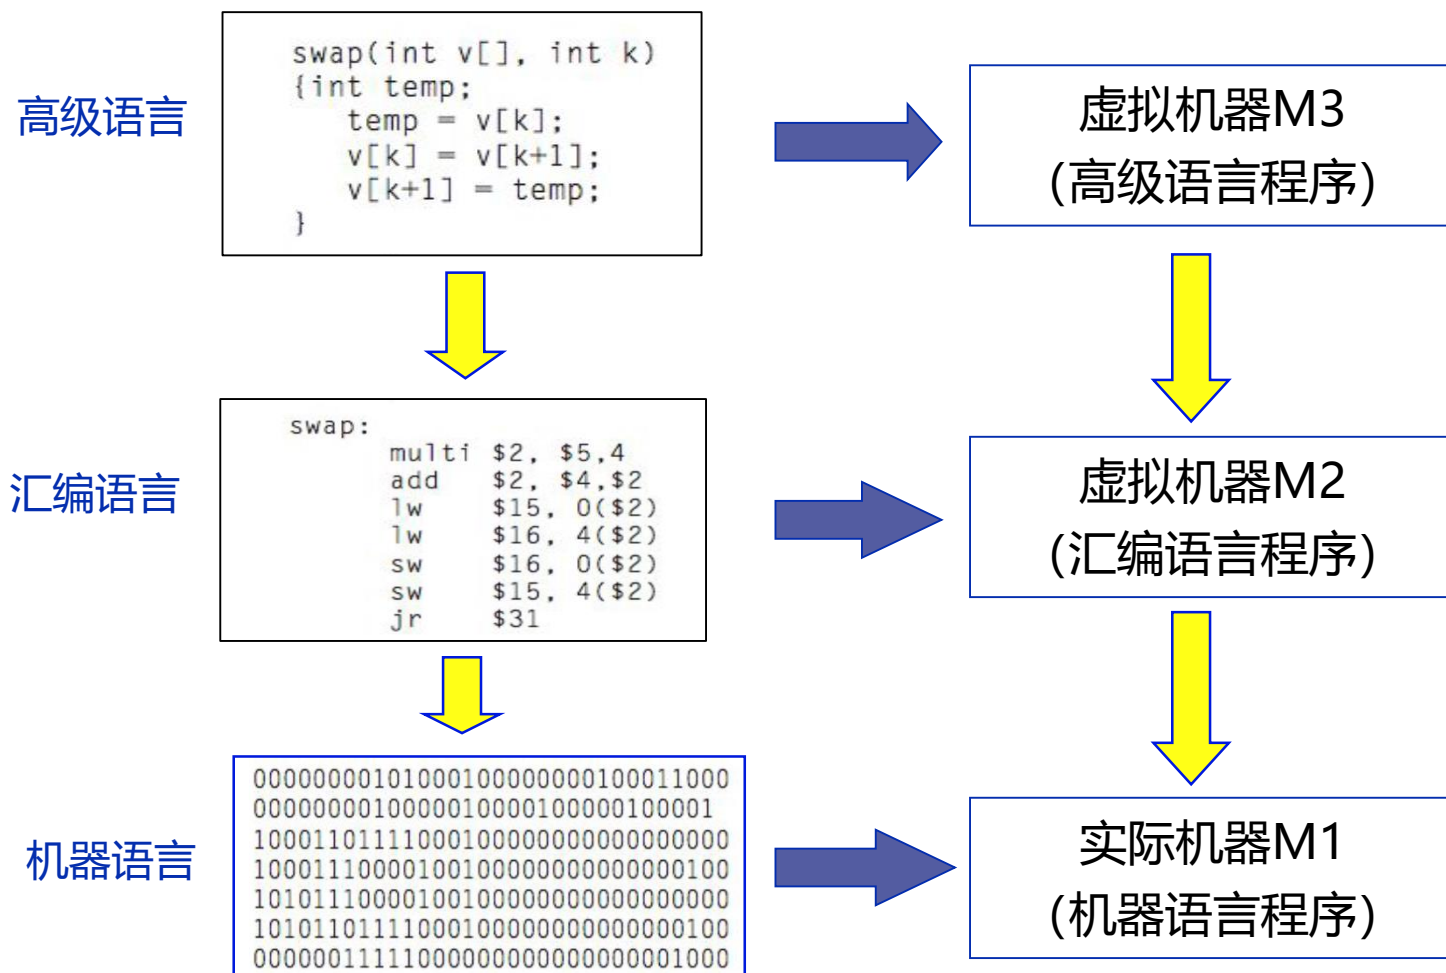 高级语言
swap(int v[], int k)
{int temp;
temp = v[k];
v[k] = v[k+1];
v[k+1] = temp;
}
虚拟机器M3
(高级语言程序)
汇编语言
swap:
multi $2, $5,4
add $2, $4,$2
lw $15, 0($2)
lw $16, 4($2)
sw $16, 0($2)
sw $15, 4($2)
jr $31
虚拟机器M2
(汇编语言程序)
机器语言
00000000101000100000000100011000
0000000010000010000100000100001
10001101111000100000000000000000
10001110000100100000000000000100
10101110000100100000000000000000
10101101111000100000000000000100
00000011111000000000000000001000
实际机器M1
(机器语言程序)